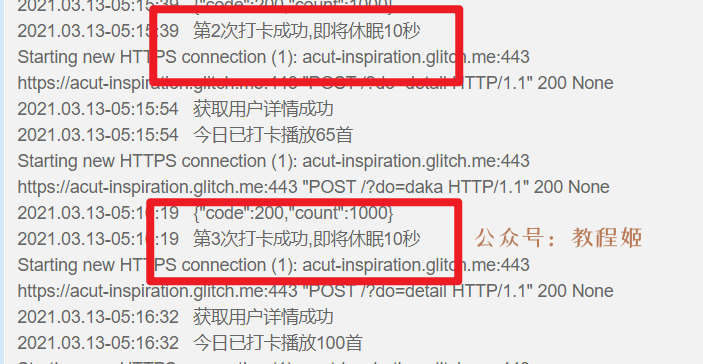 2021.03.13-05:15:39 {"code":200,"count":1000}
2021.03.13-05:15:39 第2次打卡成功,即将休眠10秒
Starting new HTTPS connection (1): acut-inspiration.glitch.me:443
https://acut-inspiration.glitch.me:443 "POST /?do=detail HTTP/1.1" 200 None
2021.03.13-05:15:54 获取用户详情成功
2021.03.13-05:15:54 今日已打卡播放65首
Starting new HTTPS connection (1): acut-inspiration.glitch.me:443
https://acut-inspiration.glitch.me:443 "POST /?do=daka HTTP/1.1" 200 None
2021.03.13-05:16:19 {"code":200,"count":1000}
2021.03.13-05:16:19 第3次打卡成功,即将休眠10秒
公众号：教程姬
Starting new HTTPS connection (1): acut-inspiration.glitch.me:443
https://acut-inspiration.glitch.me:443 "POST /?do=detail HTTP/1.1" 200 None
2021.03.13-05:16:32 获取用户详情成功
2021.03.13-05:16:32 今日已打卡播放100首